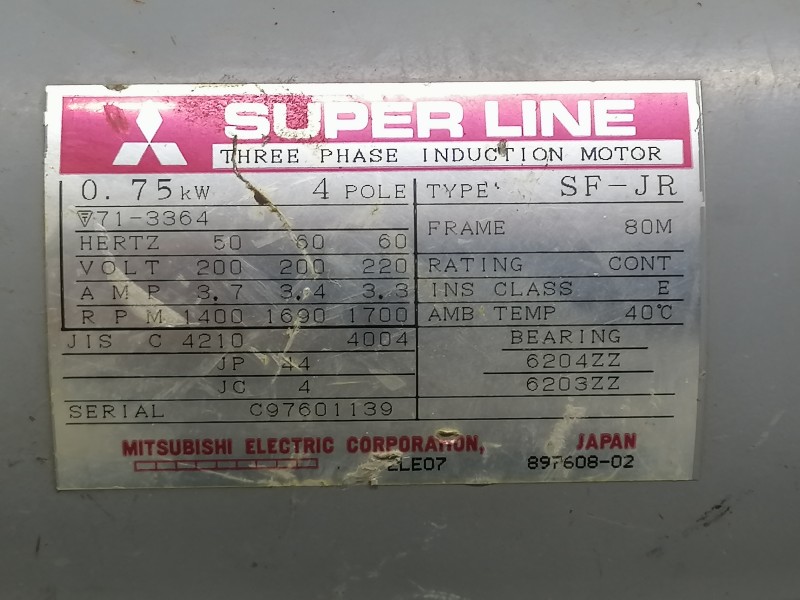 SUPER LINE
THREE PHASE INDUCTION MOTOR
0.75kW 4 POLE TYPE SF-JR
71-3364
FRAME 80M
HERTZ 50 60 60
VOLT 200 200 220 RATING CONT
AMP 3.7 3.4 3.3 INS CLASS E
RPM 1400 1690 1700 AMB TEMP 40℃
JIS C 4210 4004 BEARING
JP 44 6204ZZ
JC 4 6203ZZ
SERIAL C97601139
MITSUBISHI ELECTRIC CORPORATION, JAPAN
897608-02